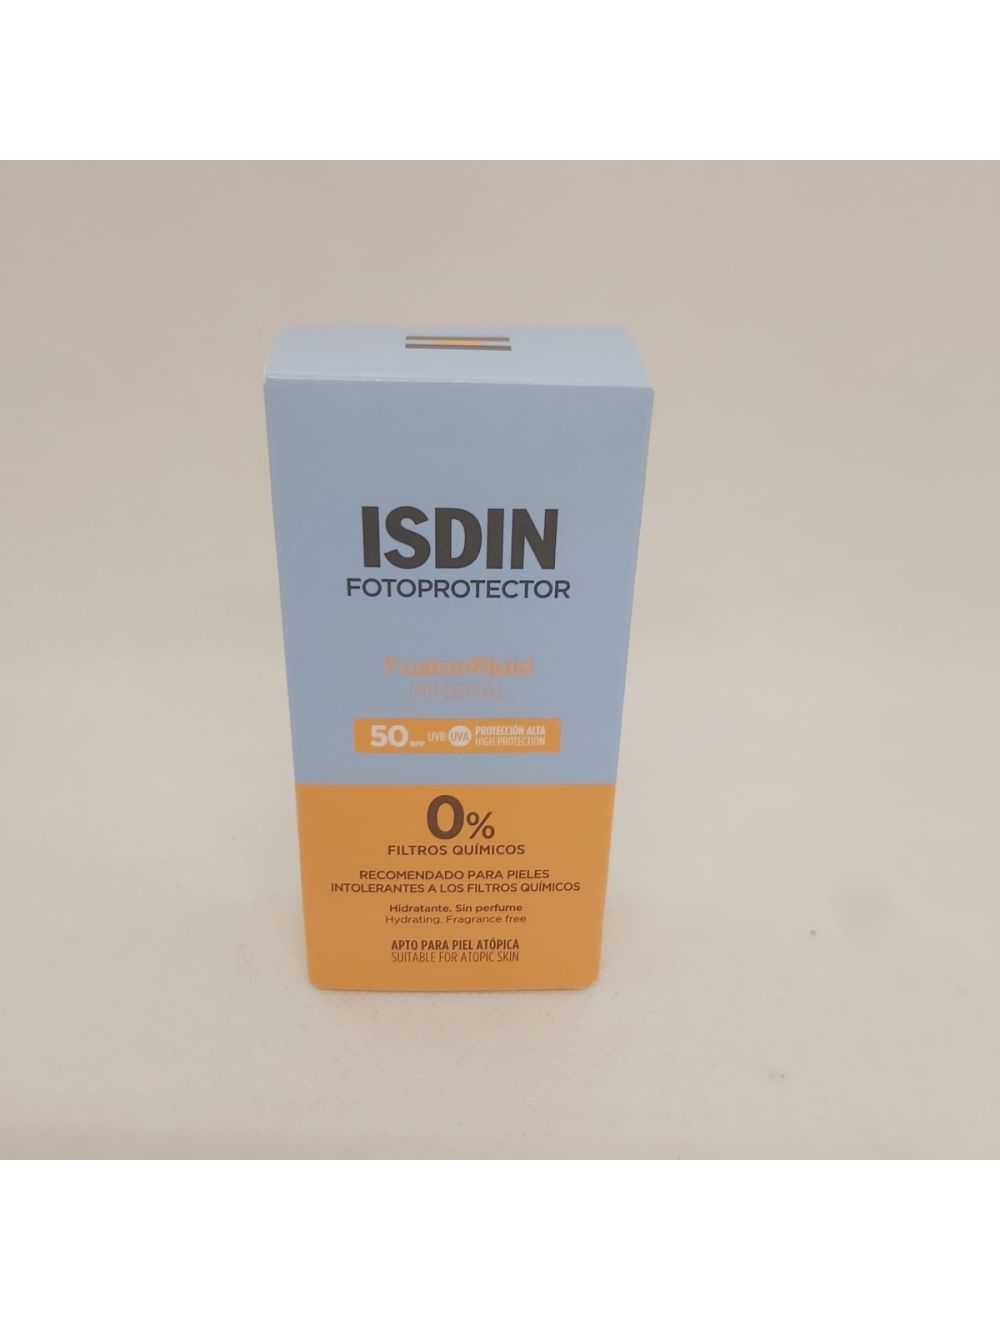 ISDIN
FOTOPROTECTOR
FusionFluid
MINERAL
50 SPF UVB UVA PROTECCIÓN ALTA
HIGH PROTECTION
0%
FILTROS QUÍMICOS
RECOMENDADO PARA PIELES
INTOLERANTES A LOS FILTROS QUÍMICOS
Hidratante. Sin perfume
Hydrating. Fragrance free
APTO PARA PIEL ATÓPICA
SUITABLE FOR ATOPIC SKIN